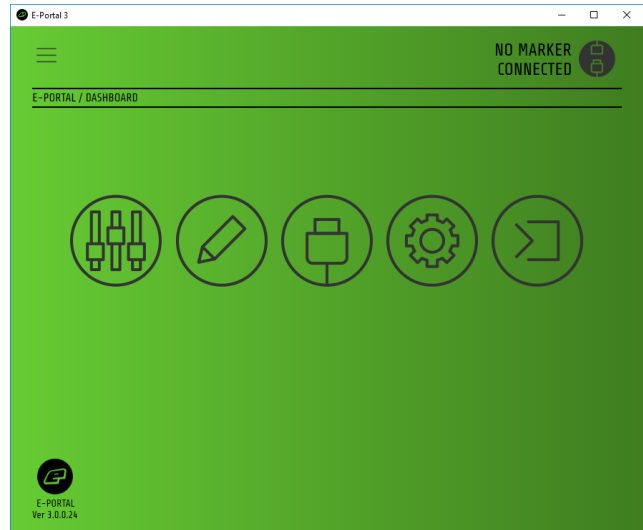 E-Portal 3
NO MARKER
CONNECTED
E-PORTAL / DASHBOARD
E-PORTAL
Ver 3.0.0.24